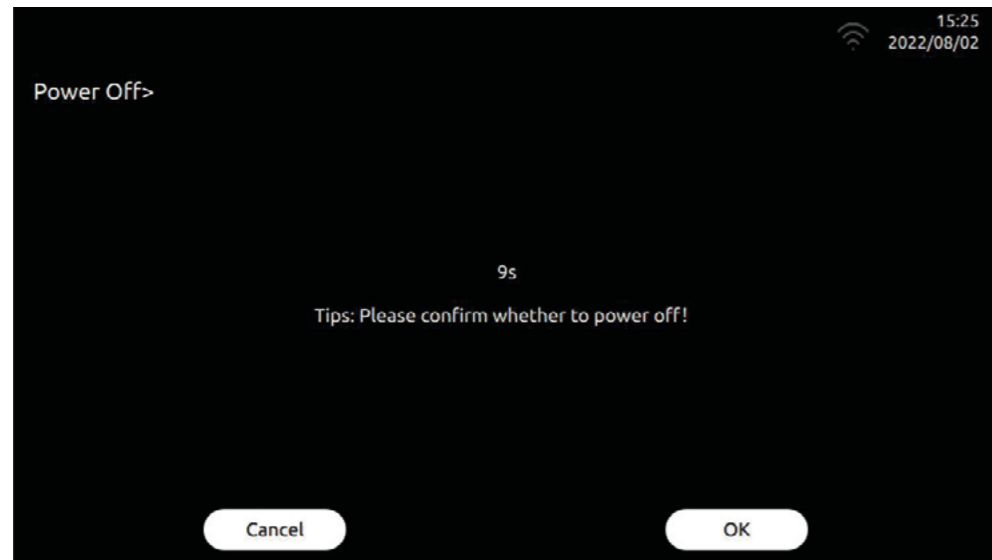 15:25
2022/08/02
Power Off>
9s
Tips: Please confirm whether to power off!
Cancel
OK